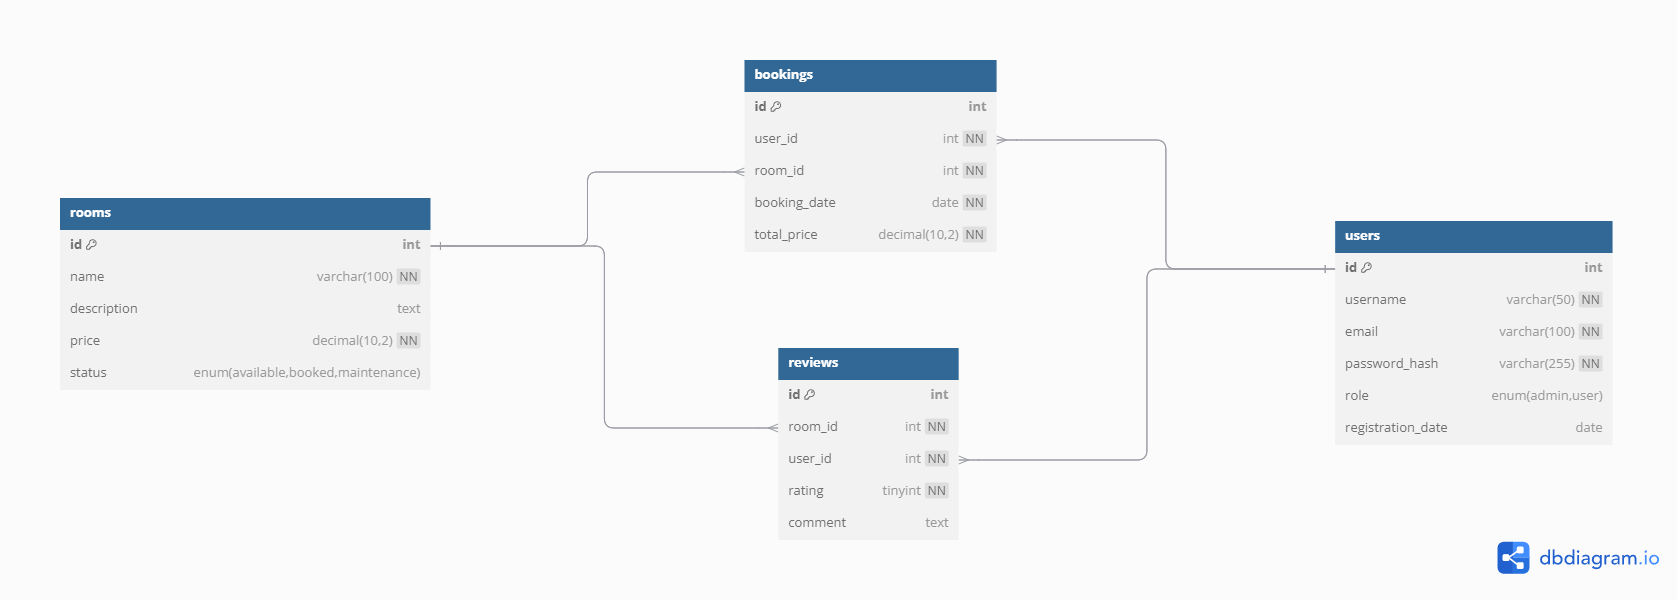 bookings
id int
user_id int NN
room_id int NN
booking_date date NN
total_price decimal(10,2) NN
rooms
id int
name varchar(100) NN
description text
price decimal(10,2) NN
status enum(available,booked,maintenance)
users
id int
username varchar(50) NN
email varchar(100) NN
password_hash varchar(255) NN
role enum(admin,user)
registration_date date
reviews
id int
room_id int NN
user_id int NN
rating tinyint NN
comment text
dbdiagram.io